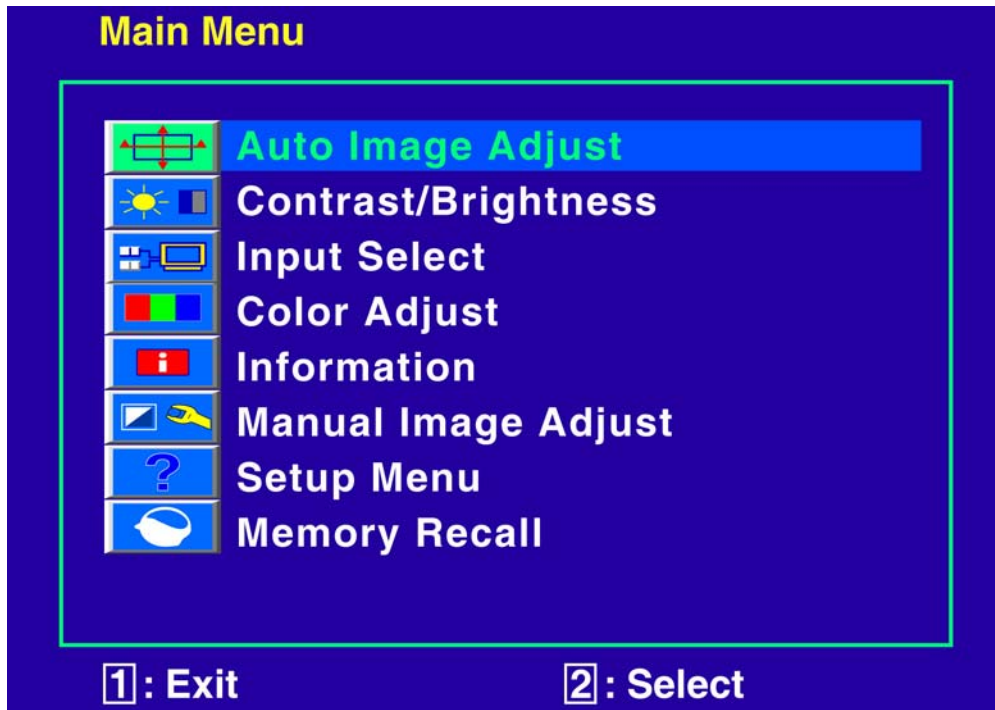 Main Menu
Auto Image Adjust
Contrast/Brightness
Input Select
Color Adjust
i Information
Manual Image Adjust
? Setup Menu
Memory Recall
1: Exit 2: Select